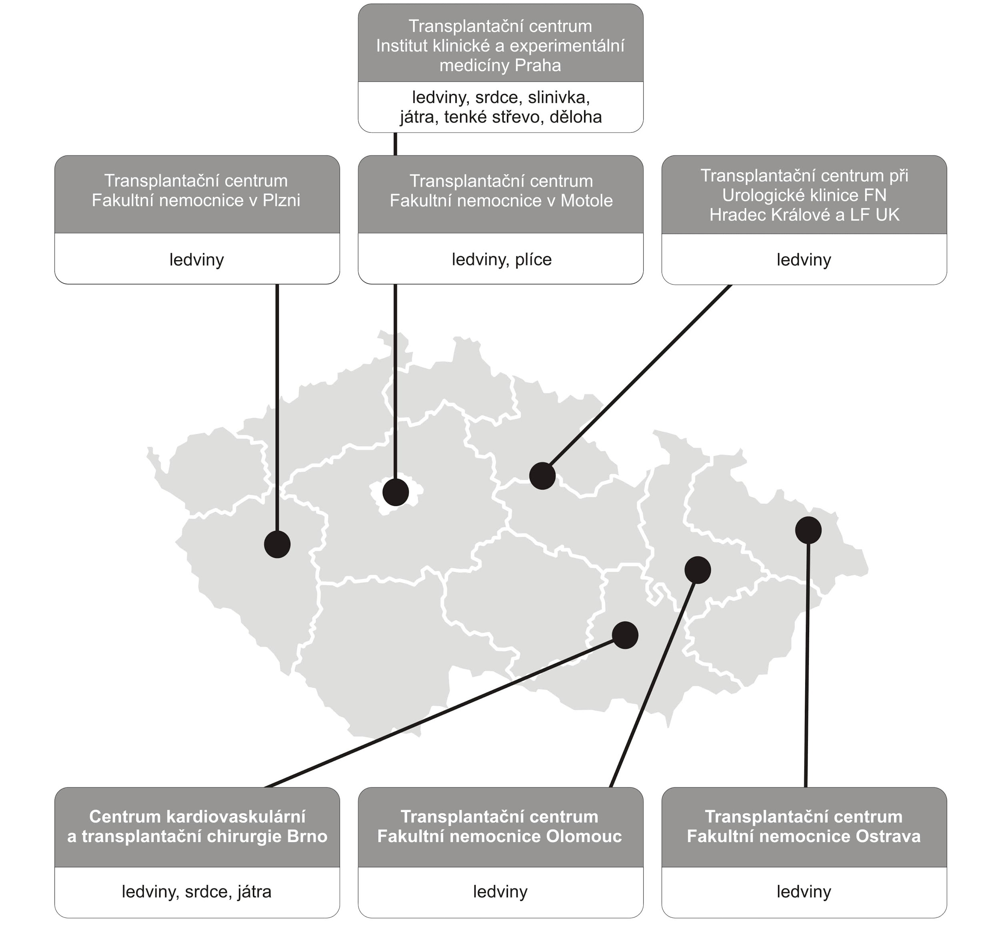 Transplantační centrum
Institut klinické a experimentální
medicíny Praha
ledviny, srdce, slinivka,
játra, tenké střevo, děloha
Transplantační centrum
Fakultní nemocnice v Plzni
ledviny
Transplantační centrum
Fakultní nemocnice v Motole
ledviny, plíce
Transplantační centrum při
Urologické klinice FN
Hradec Králové a LF UK
ledviny
Centrum kardiovaskulární
a transplantační chirurgie Brno
ledviny, srdce, játra
Transplantační centrum
Fakultní nemocnice Olomouc
ledviny
Transplantační centrum
Fakultní nemocnice Ostrava
ledviny